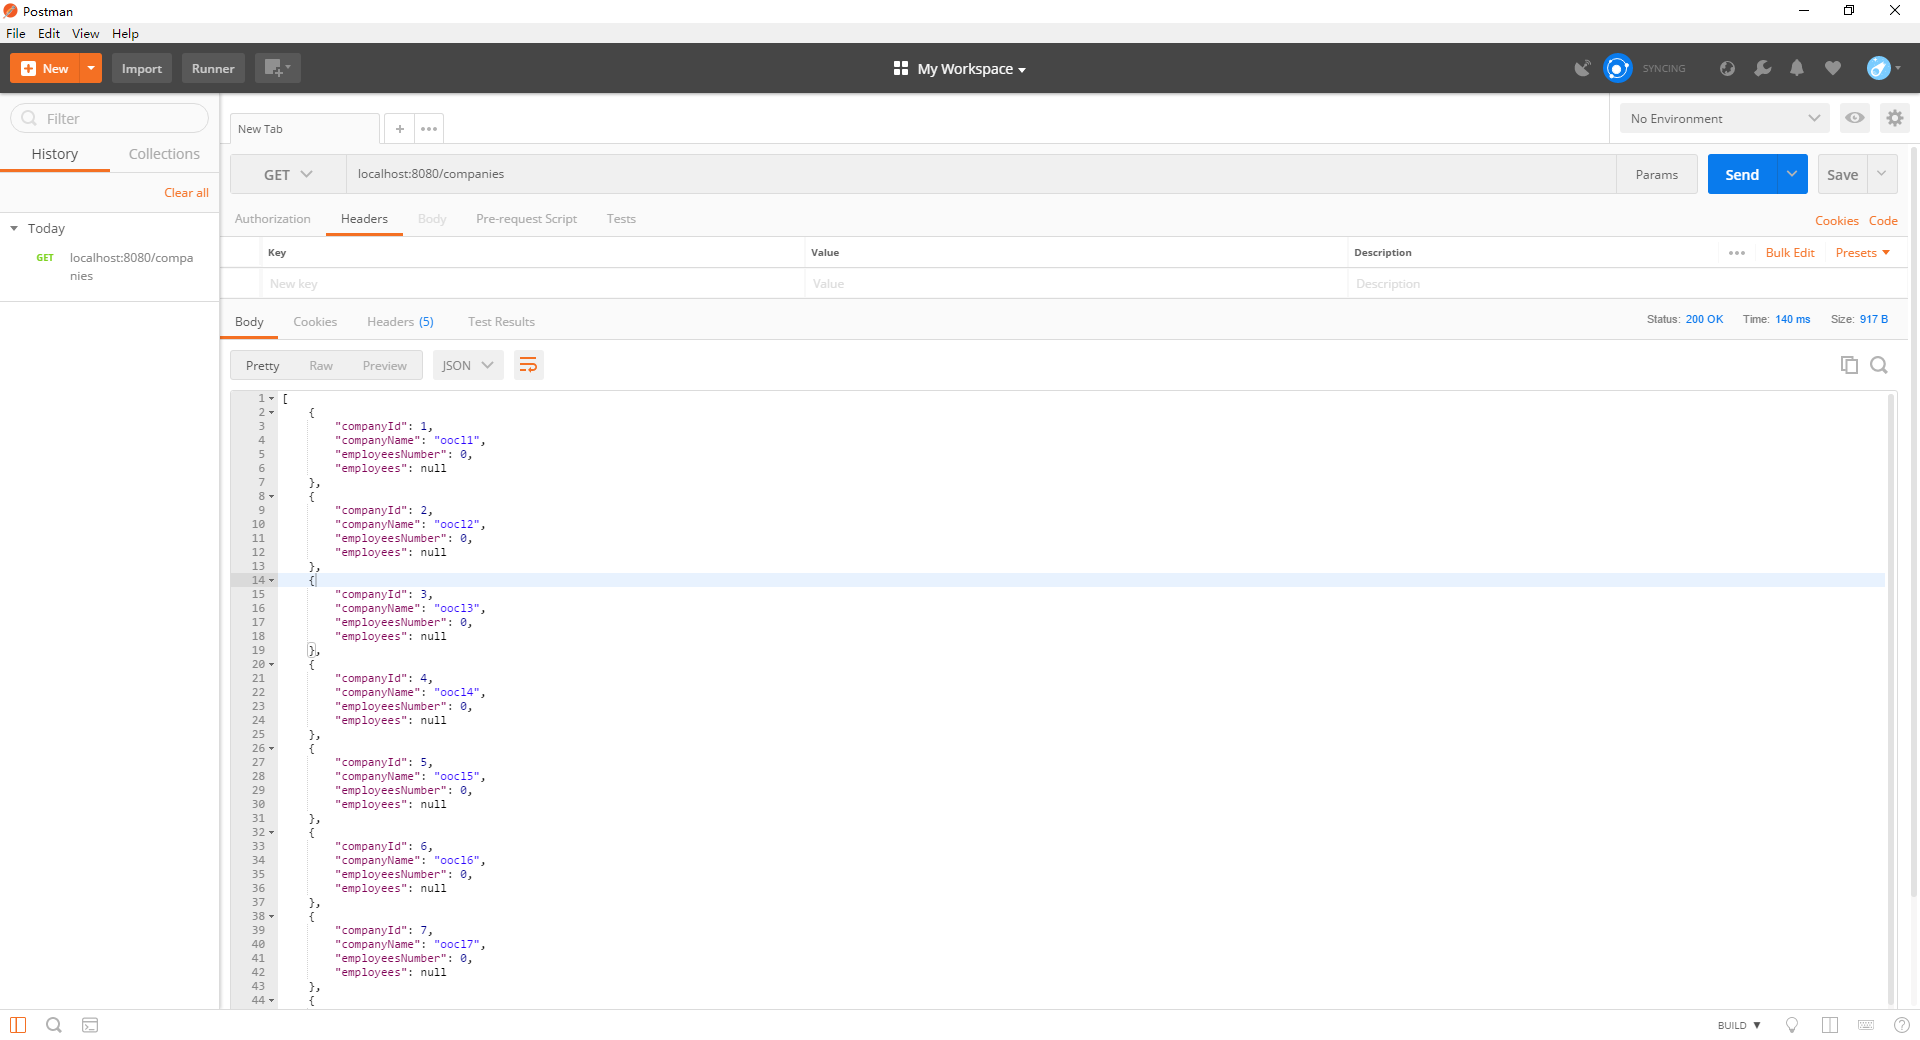 Postman
File Edit View Help
New Import Runner My Workspace SYNCING
Filter
New Tab + ••• No Environment
History Collections
GET localhost:8080/companies Params Send Save
Clear all
Authorization Headers Body Pre-request Script Tests Cookies Code
Today
GET localhost:8080/compa
nies
Key Value Description ••• Bulk Edit Presets
New key Value Description
Body Cookies Headers (5) Test Results Status: 200 OK Time: 140 ms Size: 917 B
Pretty Raw Preview JSON
1 [
2 {
3 "companyId": 1,
4 "companyName": "oocl1",
5 "employeesNumber": 0,
6 "employees": null
7 },
8 {
9 "companyId": 2,
10 "companyName": "oocl2",
11 "employeesNumber": 0,
12 "employees": null
13 },
14 {
15 "companyId": 3,
16 "companyName": "oocl3",
17 "employeesNumber": 0,
18 "employees": null
19 },
20 {
21 "companyId": 4,
22 "companyName": "oocl4",
23 "employeesNumber": 0,
24 "employees": null
25 },
26 {
27 "companyId": 5,
28 "companyName": "oocl5",
29 "employeesNumber": 0,
30 "employees": null
31 },
32 {
33 "companyId": 6,
34 "companyName": "oocl6",
35 "employeesNumber": 0,
36 "employees": null
37 },
38 {
39 "companyId": 7,
40 "companyName": "oocl7",
41 "employeesNumber": 0,
42 "employees": null
43 },
44 {
BUILD